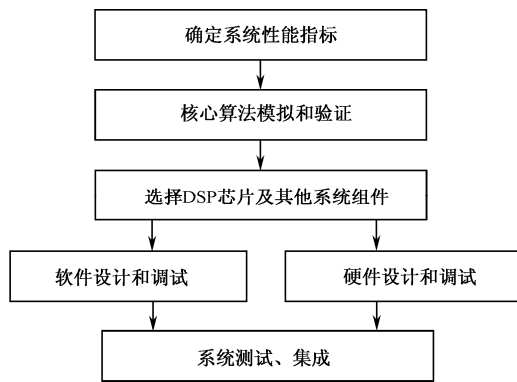 确定系统性能指标
核心算法模拟和验证
选择DSP芯片及其他系统组件
软件设计和调试
硬件设计和调试
系统测试、集成